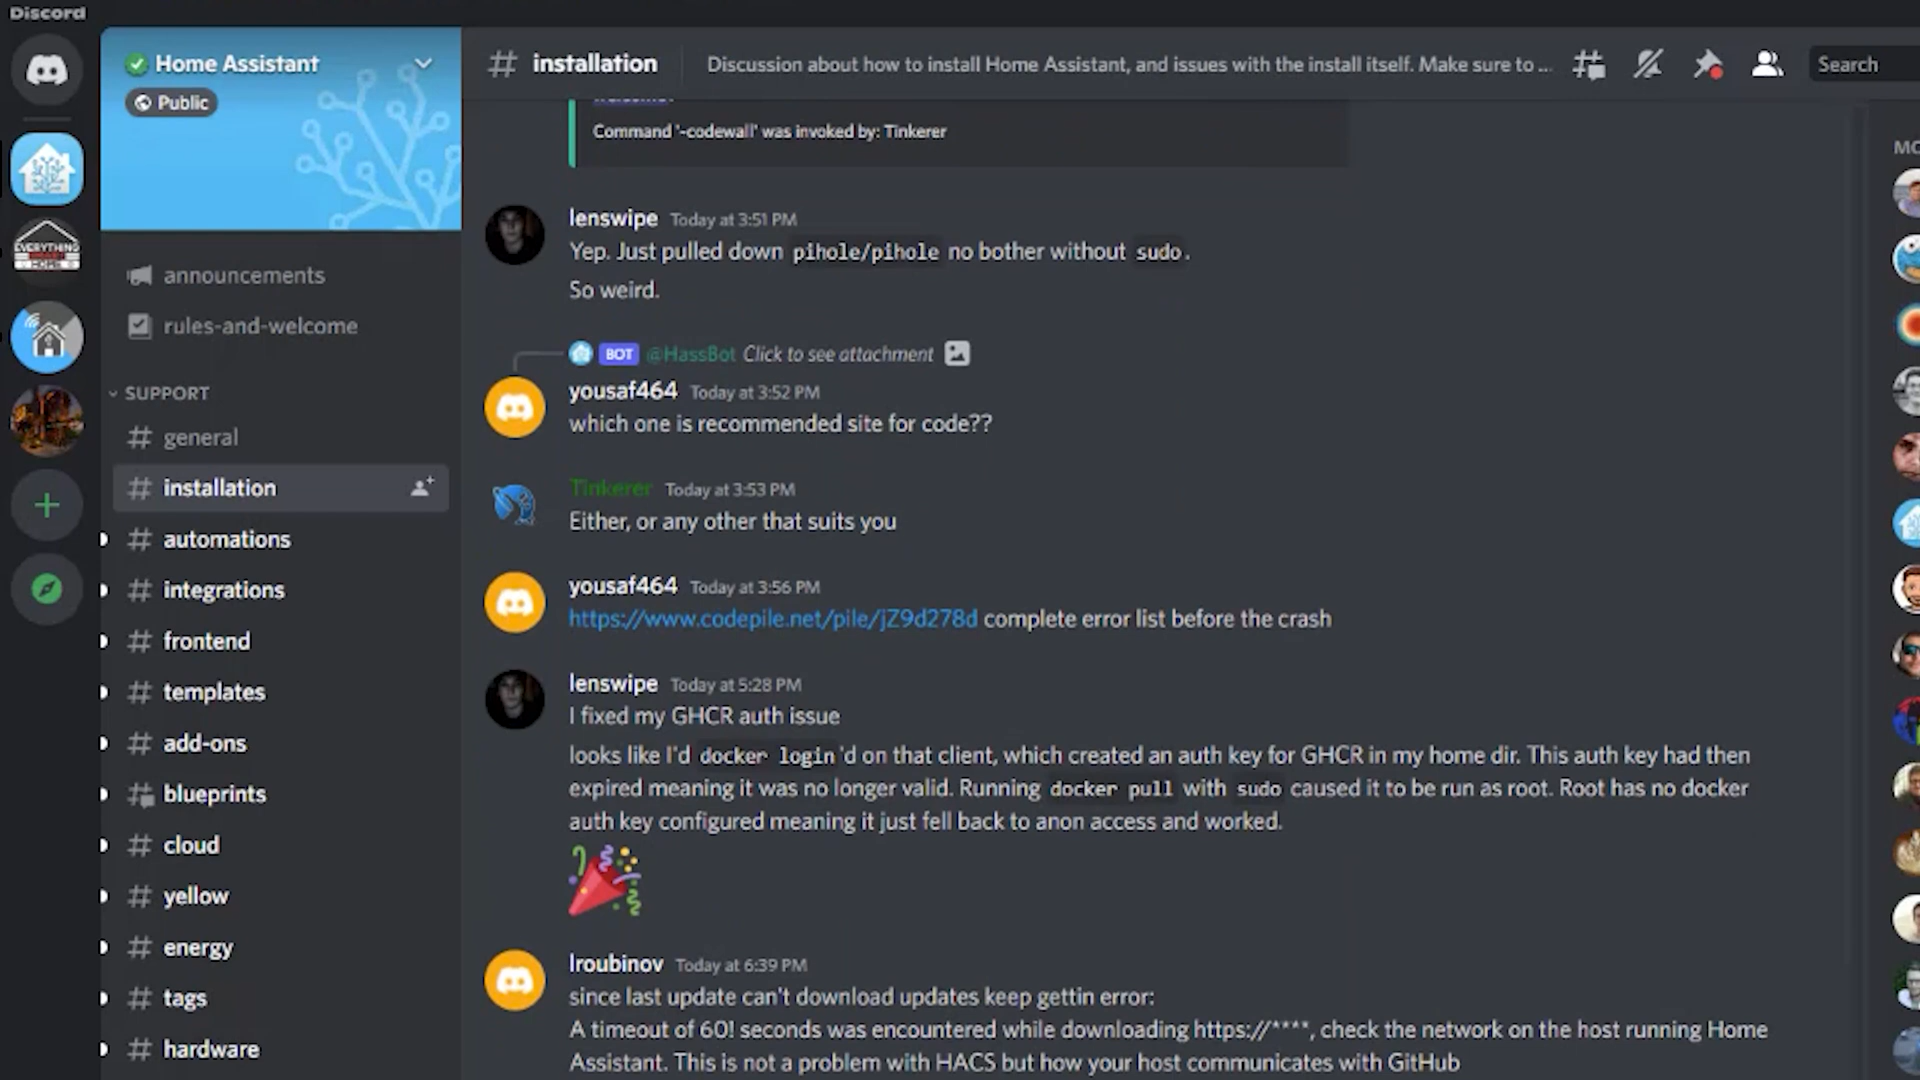 Discord
Home Assistant
Public
announcements
rules-and-welcome
SUPPORT
general
installation
automations
integrations
frontend
templates
add-ons
blueprints
cloud
yellow
energy
tags
hardware
EVERYTHING
SMART
HOME
installation
Discussion about how to install Home Assistant, and issues with the install itself. Make sure to ...
Search
Command '-codewall' was invoked by: Tinkerer
lenswipe Today at 3:51 PM
Yep. Just pulled down pihole/pihole no bother without sudo.
So weird.
BOT @HassBot Click to see attachment
yousaf464 Today at 3:52 PM
which one is recommended site for code??
Tinkerer Today at 3:53 PM
Either, or any other that suits you
yousaf464 Today at 3:56 PM
https://www.codepile.net/pile/jZ9d278d complete error list before the crash
lenswipe Today at 5:28 PM
I fixed my GHCR auth issue
looks like I'd docker login'd on that client, which created an auth key for GHCR in my home dir. This auth key had then
expired meaning it was no longer valid. Running docker pull with sudo caused it to be run as root. Root has no docker
auth key configured meaning it just fell back to anon access and worked.
lroubinov Today at 6:39 PM
since last update can't download updates keep gettin error:
A timeout of 60! seconds was encountered while downloading https://****, check the network on the host running Home
Assistant. This is not a problem with HACS but how your host communicates with GitHub
MO